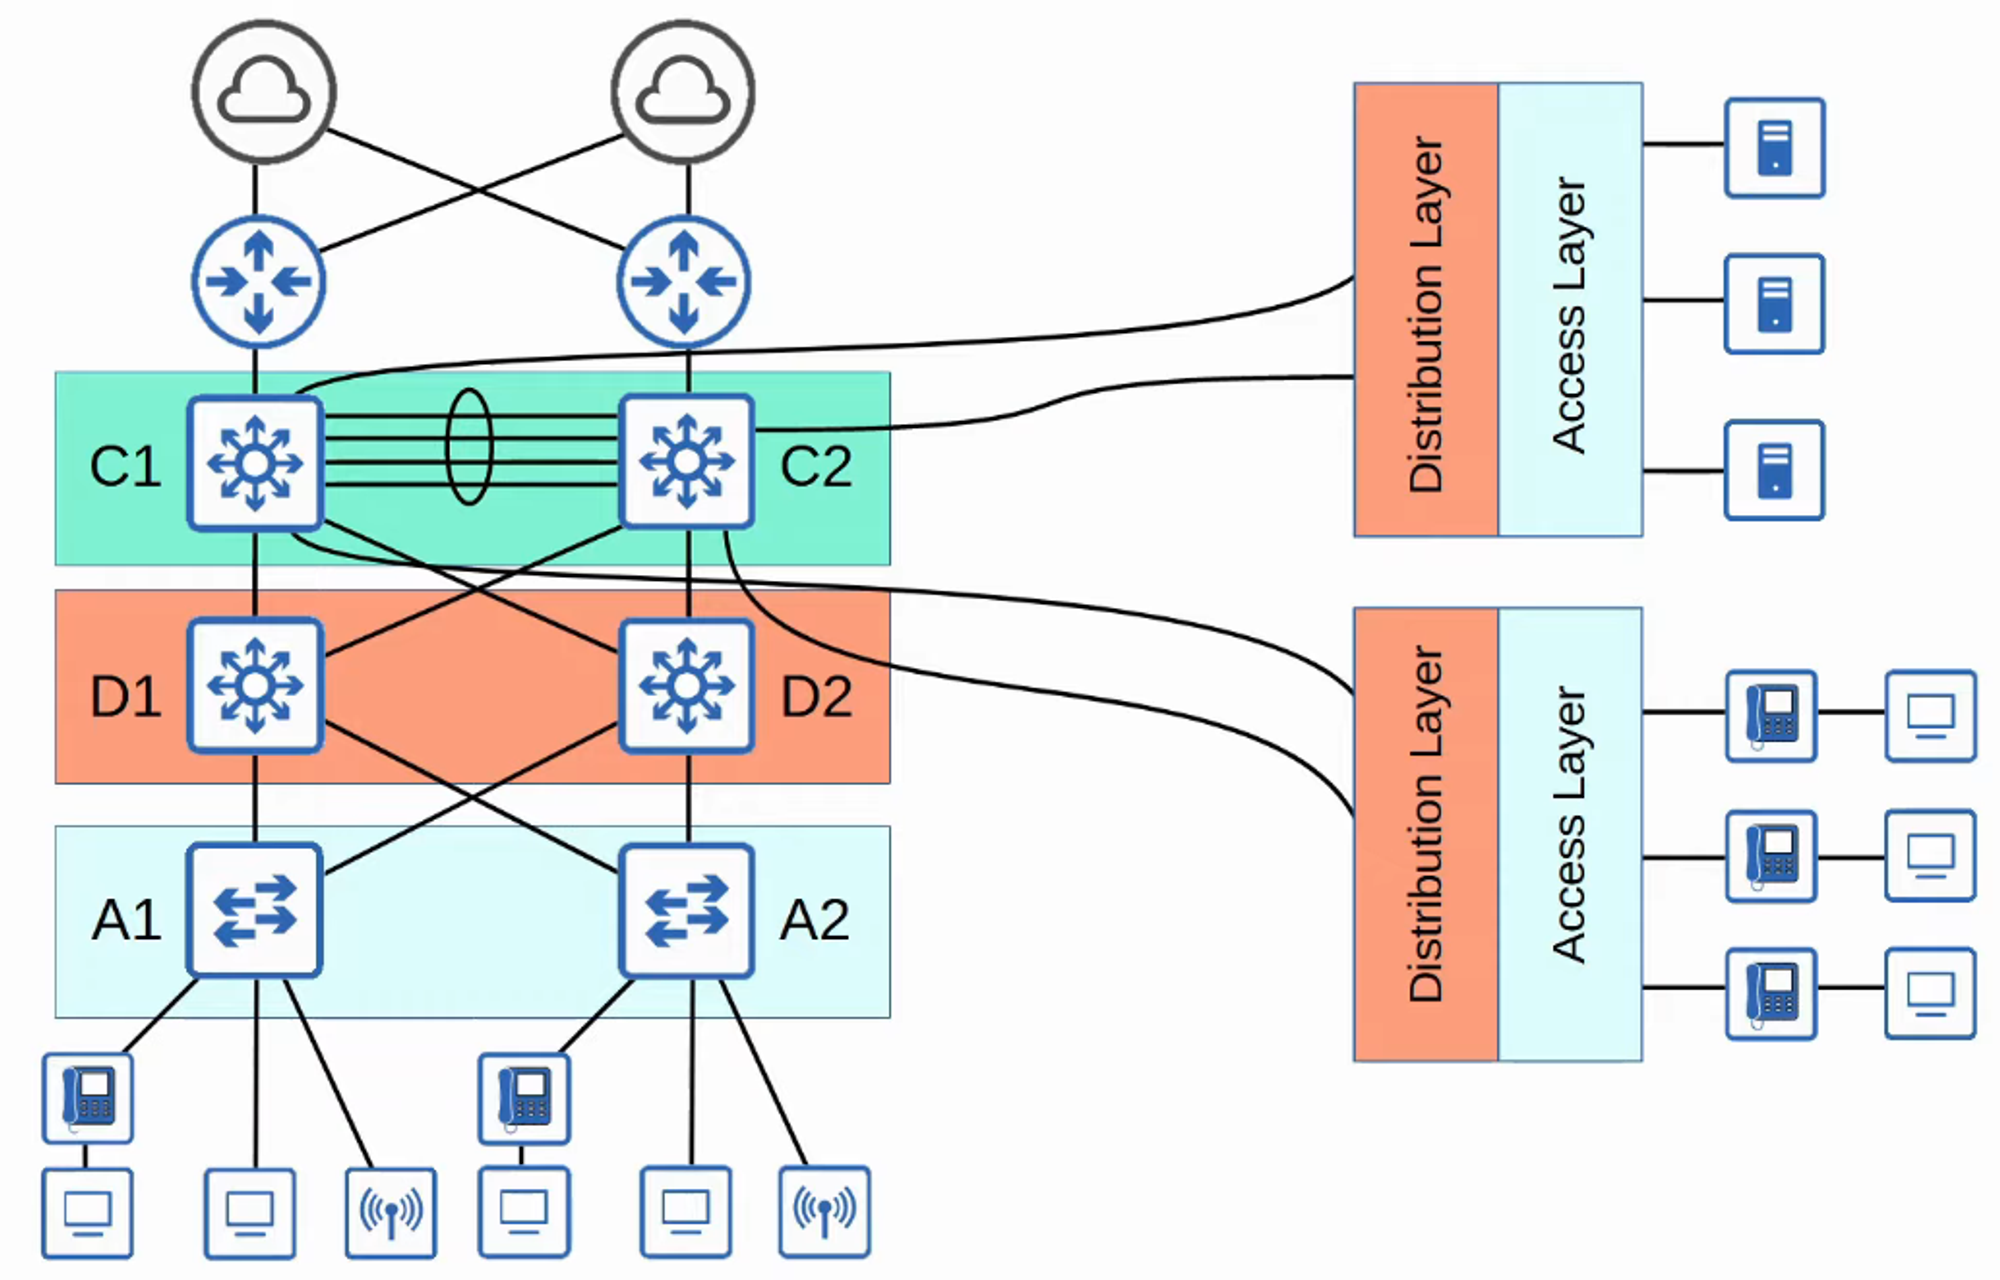 C1
C2
D1
D2
A1
A2
Distribution Layer
Access Layer
Distribution Layer
Access Layer